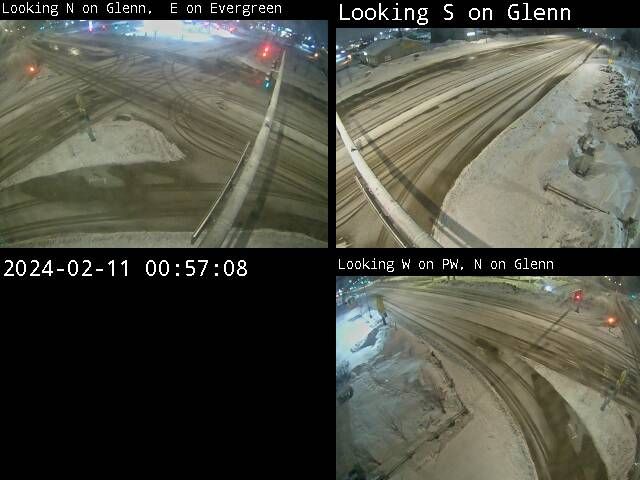 Looking N on Glenn,  E on Evergreen
Looking S on Glenn
2024-02-11 00:57:08
Looking W on PW, N on Glenn